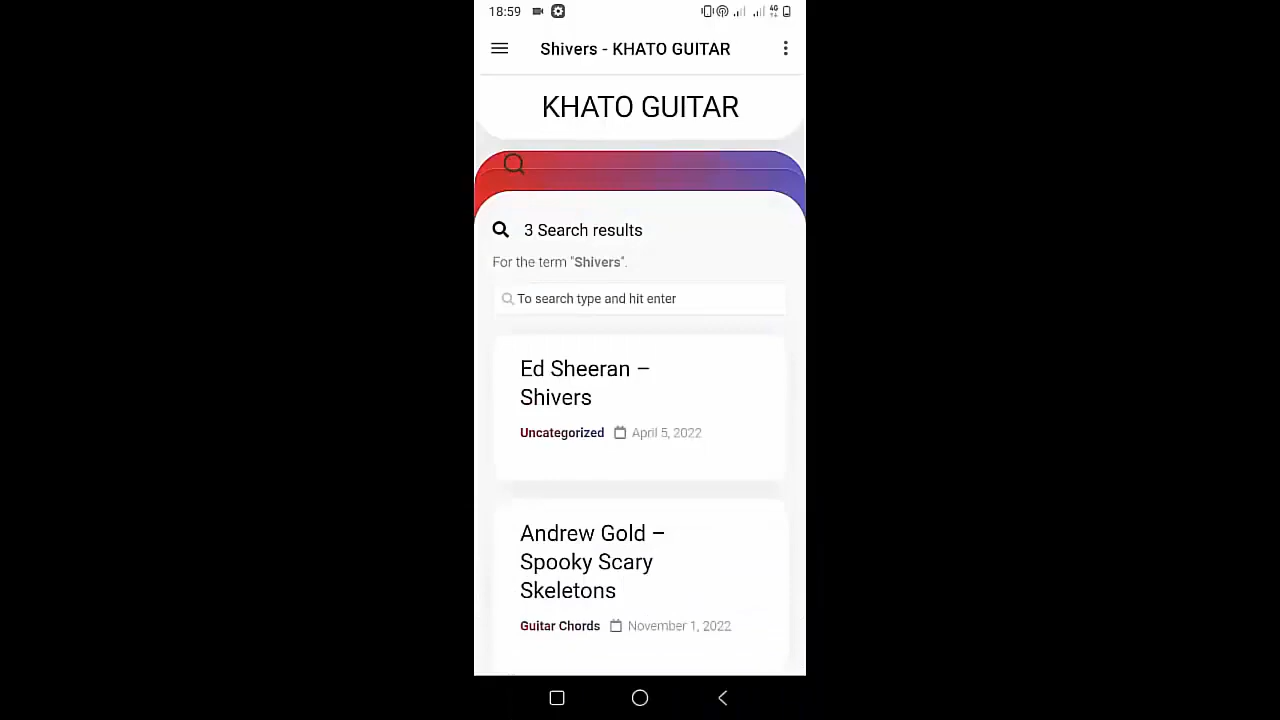 18:59
4G
Shivers - KHATO GUITAR
KHATO GUITAR
3 Search results
For the term "Shivers".
To search type and hit enter
Ed Sheeran –
Shivers
Uncategorized April 5, 2022
Andrew Gold –
Spooky Scary
Skeletons
Guitar Chords November 1, 2022